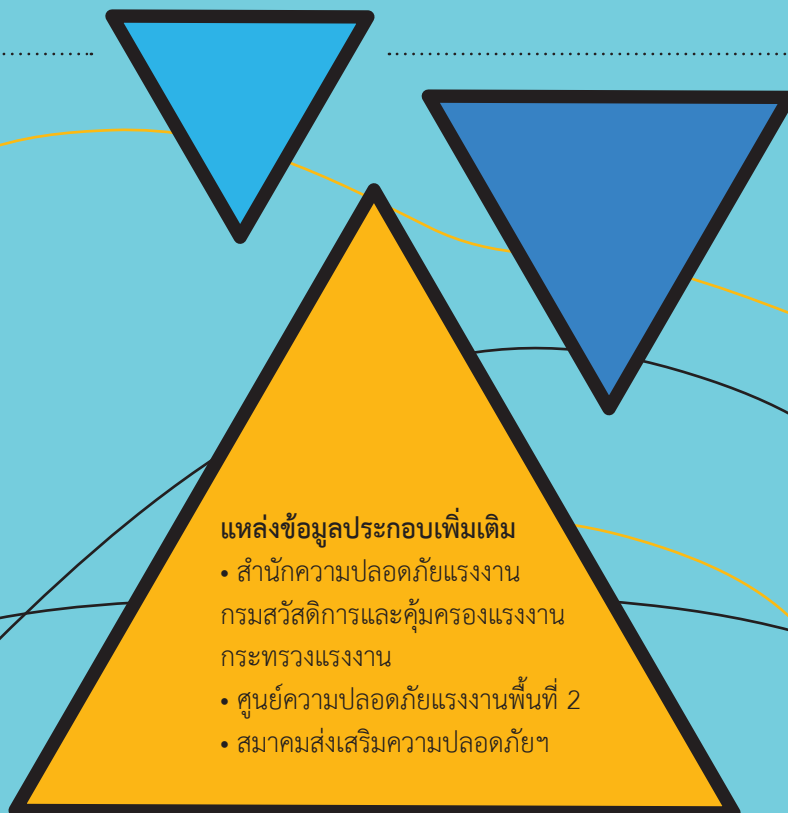 แหล่งข้อมูลประกอบเพิ่มเติม
• สำนักความปลอดภัยแรงงาน
กรมสวัสดิการและคุ้มครองแรงงาน
กระทรวงแรงงาน
• ศูนย์ความปลอดภัยแรงงานพื้นที่ 2
• สมาคมส่งเสริมความปลอดภัยฯ